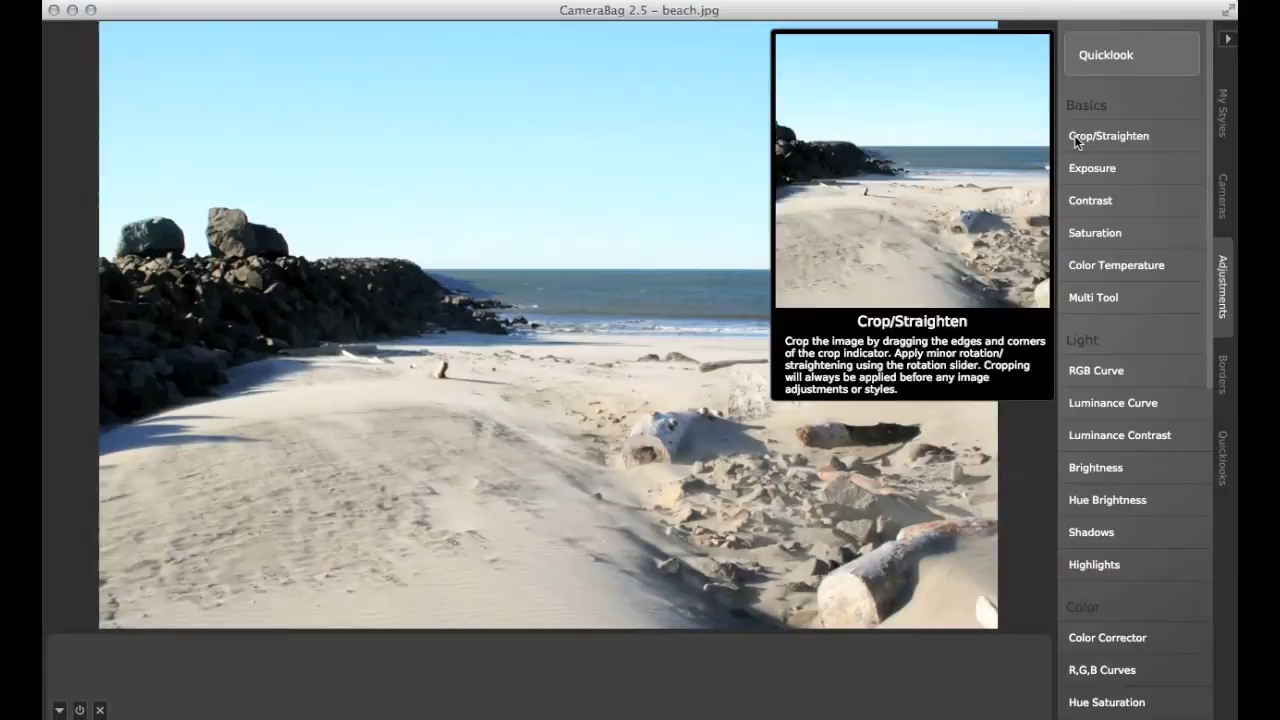 CameraBag 2.5 - beach.jpg
Quicklook
Basics
Crop/Straighten
Exposure
Contrast
Saturation
Color Temperature
Multi Tool
Light
RGB Curve
Luminance Curve
Luminance Contrast
Brightness
Hue Brightness
Shadows
Highlights
Color
Color Corrector
R,G,B Curves
Hue Saturation
My Styles
Cameras
Adjustments
Borders
Quicklooks
Crop/Straighten
Crop the image by dragging the edges and corners
of the crop indicator. Apply minor rotation/
straightening using the rotation slider. Cropping
will always be applied before any image
adjustments or styles.